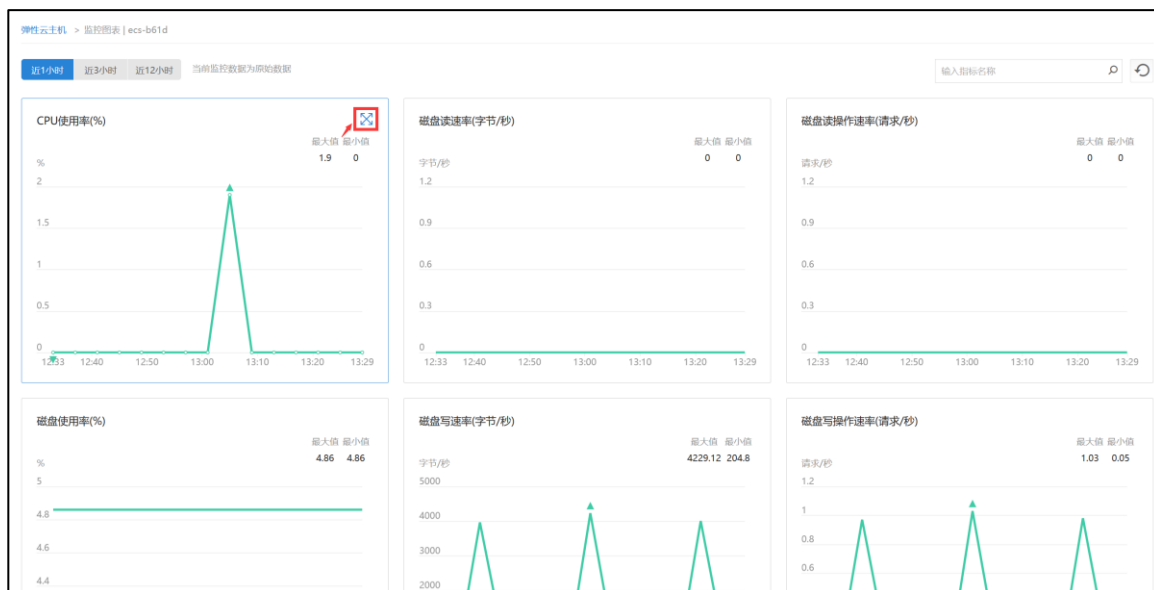 弹性云主机 > 监控图表 | ecs-b61d
近1小时 近3小时 近12小时 当前监控数据为原始数据 输入指标名称
CPU使用率(%)
最大值 最小值
1.9 0
%
2
1.5
1
0.5
0
12:33 12:40 12:50 13:00 13:10 13:20 13:29
磁盘读速率(字节/秒)
最大值 最小值
0 0
字节/秒
1.2
0.9
0.6
0.3
0
12:33 12:40 12:50 13:00 13:10 13:20 13:29
磁盘读操作速率(请求/秒)
最大值 最小值
0 0
请求/秒
1.2
0.9
0.6
0.3
0
12:33 12:40 12:50 13:00 13:10 13:20 13:29
磁盘使用率(%)
最大值 最小值
4.86 4.86
%
5
4.8
4.6
4.4
磁盘写速率(字节/秒)
最大值 最小值
4229.12 204.8
字节/秒
5000
4000
3000
2000
磁盘写操作速率(请求/秒)
最大值 最小值
1.03 0.05
请求/秒
1.2
1
0.8
0.6